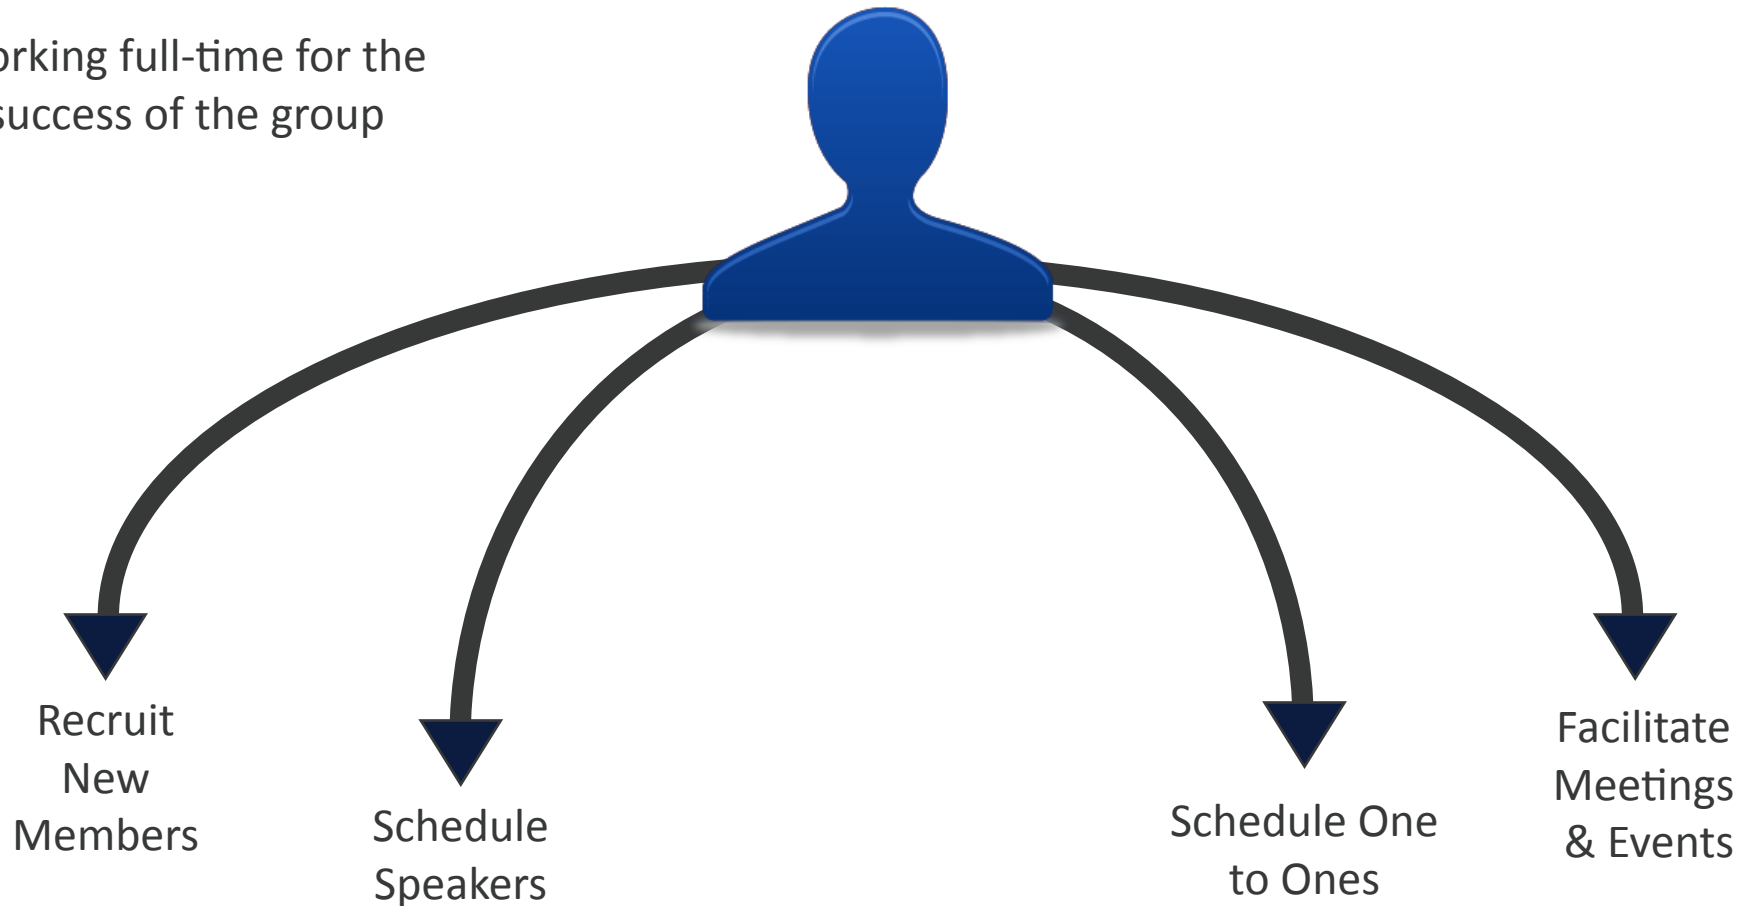 orking full-time for the
success of the group
Recruit
New
Members
Schedule
Speakers
Schedule One
to Ones
Facilitate
Meetings
& Events